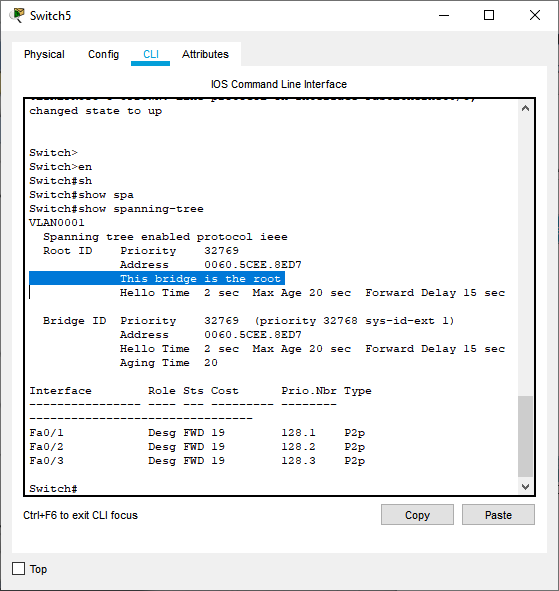 Switch5
Physical Config CLI Attributes
IOS Command Line Interface
changed state to up
Switch>
Switch>en
Switch#sh
Switch#show spa
Switch#show spanning-tree
VLAN0001
  Spanning tree enabled protocol ieee
  Root ID    Priority    32769
             Address     0060.5CEE.8ED7
             This bridge is the root
             Hello Time  2 sec  Max Age 20 sec  Forward Delay 15 sec
  Bridge ID  Priority    32769  (priority 32768 sys-id-ext 1)
             Address     0060.5CEE.8ED7
             Hello Time  2 sec  Max Age 20 sec  Forward Delay 15 sec
             Aging Time  20
Interface        Role Sts Cost      Prio.Nbr Type
---------------- ---- --- --------- --------
--------------------------------
Fa0/1            Desg FWD 19        128.1    P2p
Fa0/2            Desg FWD 19        128.2    P2p
Fa0/3            Desg FWD 19        128.3    P2p
Switch#
Ctrl+F6 to exit CLI focus
Copy Paste
Top